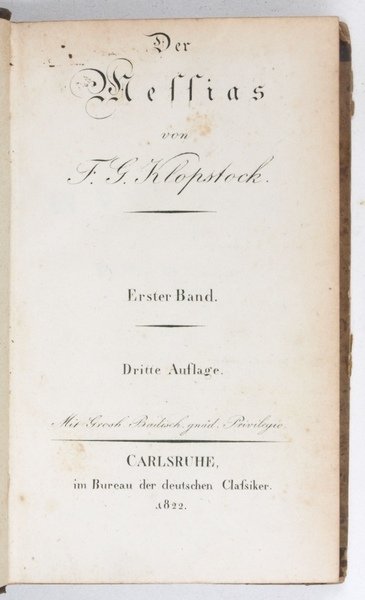 Der
Meſſias
von
F. G. Klopstock.
Erster Band.
Dritte Auflage.
Mit Grosh Badisch. gnäd. Privilegio.
CARLSRUHE,
im Bureau der deutschen Claſsiker.
1822.